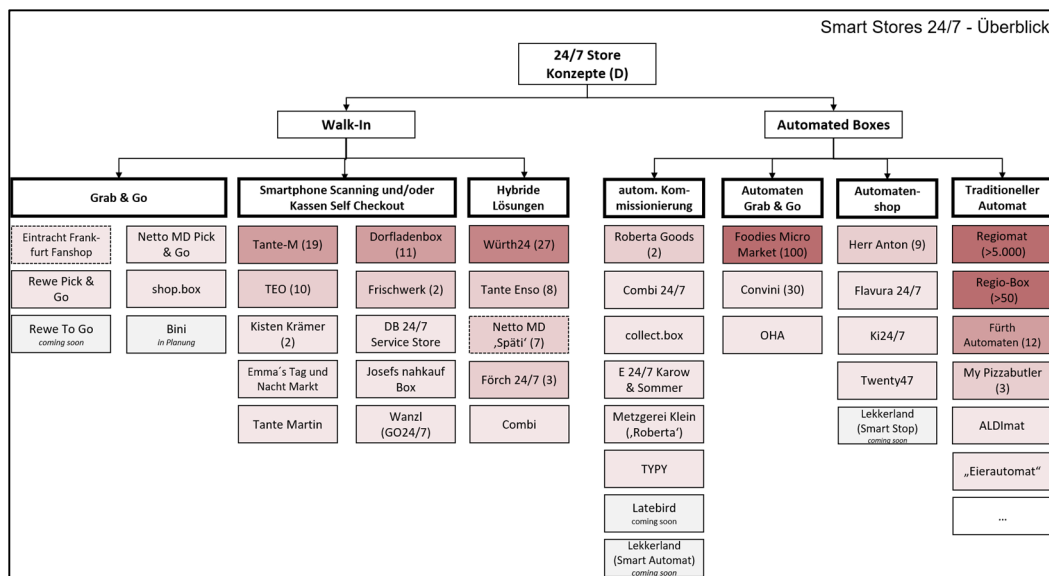 Smart Stores 24/7 - Überblick
24/7 Store
Konzepte (D)
Walk-In
Automated Boxes
Grab & Go
Smartphone Scanning und/oder
Kassen Self Checkout
Hybride
Lösungen
autom. Kom-
missionierung
Automaten
Grab & Go
Automaten-
shop
Traditioneller
Automat
Eintracht Frank-
furt Fanshop
Rewe Pick &
Go
Rewe To Go
coming soon
Netto MD Pick
& Go
shop.box
Bini
in Planung
Tante-M (19)
TEO (10)
Kisten Krämer
(2)
Emma´s Tag und
Nacht Markt
Tante Martin
Dorfladenbox
(11)
Frischwerk (2)
DB 24/7
Service Store
Josefs nahkauf
Box
Wanzl
(GO24/7)
Würth24 (27)
Tante Enso (8)
Netto MD
‚Späti‘ (7)
Förch 24/7 (3)
Combi
Roberta Goods
(2)
Combi 24/7
collect.box
E 24/7 Karow
& Sommer
Metzgerei Klein
(‚Roberta‘)
TYPY
Latebird
coming soon
Lekkerland
(Smart Automat)
coming soon
Foodies Micro
Market (100)
Convini (30)
OHA
Herr Anton (9)
Flavura 24/7
Ki24/7
Twenty47
Lekkerland
(Smart Stop)
coming soon
Regiomat
(>5.000)
Regio-Box
(>50)
Fürth
Automaten (12)
My Pizzabutler
(3)
ALDImat
„Eierautomat“
...